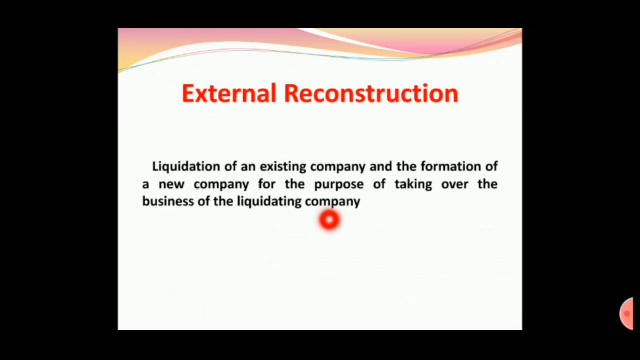 External Reconstruction
Liquidation of an existing company and the formation of
a new company for the purpose of taking over the
business of the liquidating company